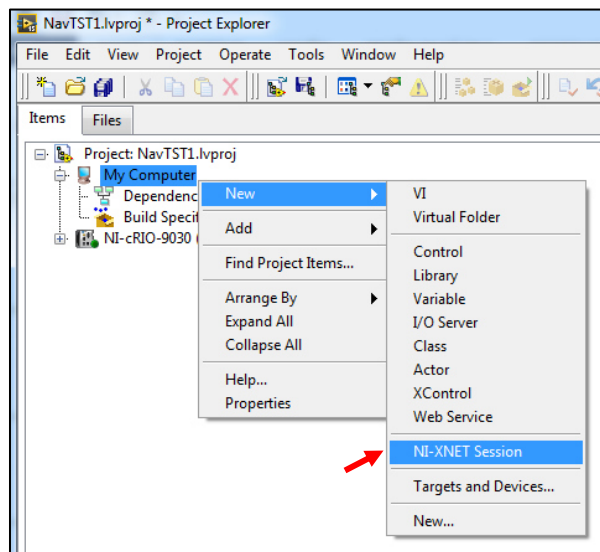 NavTST1.lvproj * - Project Explorer
File Edit View Project Operate Tools Window Help
Items Files
Project: NavTST1.lvproj
My Computer
Dependenc
Build Specif
NI-cRIO-9030 (
New
Add
Find Project Items...
Arrange By
Expand All
Collapse All
Help...
Properties
VI
Virtual Folder
Control
Library
Variable
I/O Server
Class
Actor
XControl
Web Service
NI-XNET Session
Targets and Devices...
New...